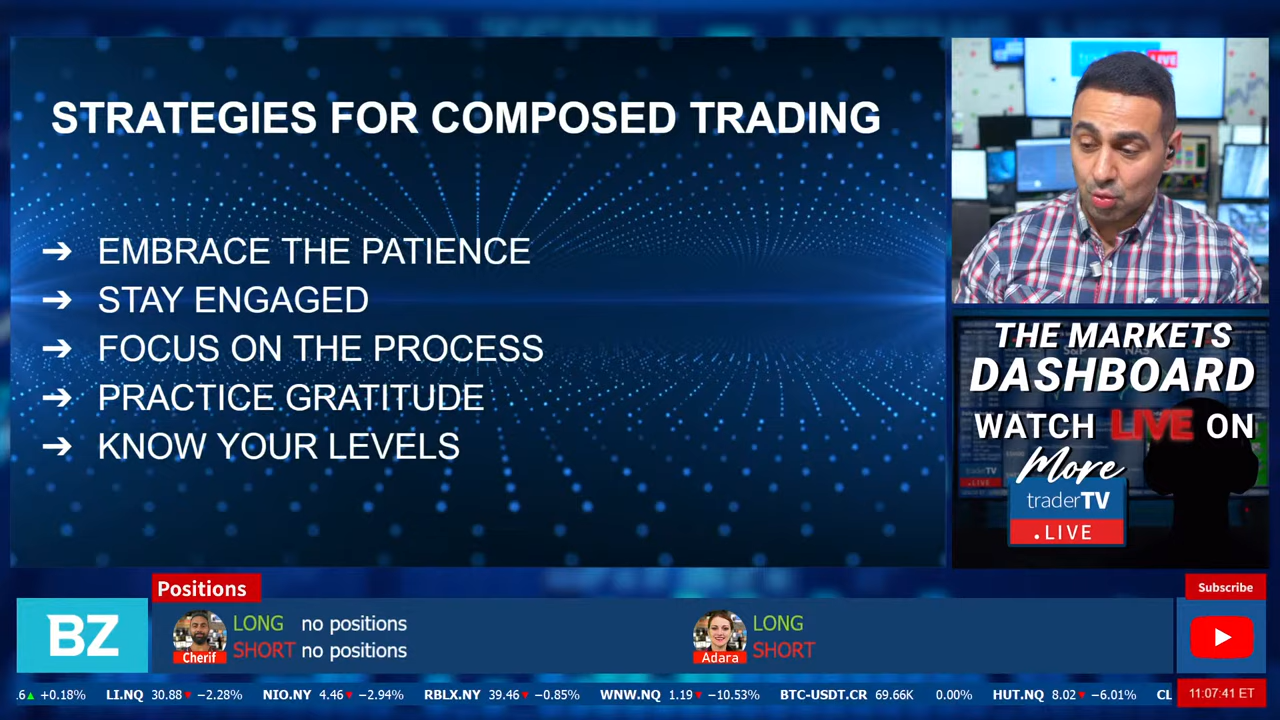 STRATEGIES FOR COMPOSED TRADING
➔ EMBRACE THE PATIENCE
➔ STAY ENGAGED
➔ FOCUS ON THE PROCESS
➔ PRACTICE GRATITUDE
➔ KNOW YOUR LEVELS
LIVE
THE MARKETS
DASHBOARD
WATCH LIVE ON
More
traderTV
.LIVE
Positions
Subscribe
BZ
Cherif
LONG no positions
SHORT no positions
Adara
LONG
SHORT
.6▲ +0.18% LI.NQ 30.88▼ −2.28% NIO.NY 4.46▼ −2.94% RBLX.NY 39.46▼ −0.85% WNW.NQ 1.19▼ −10.53% BTC-USDT.CR 69.66K 0.00% HUT.NQ 8.02▼ −6.01% CL
11:07:41 ET